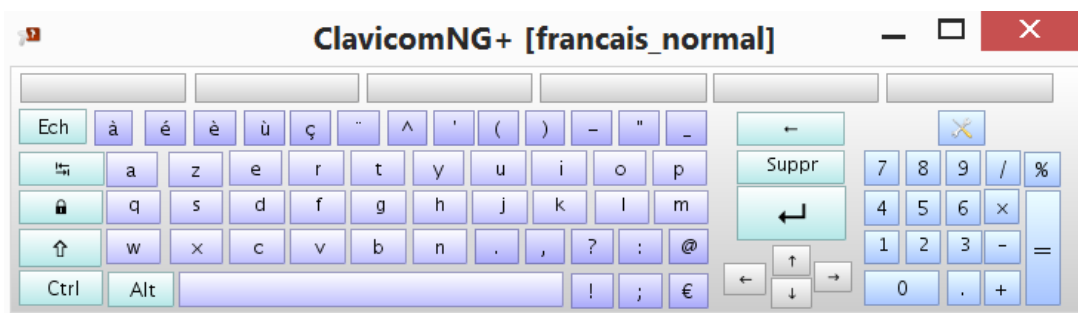 ClavicomNG+ [francais_normal]
Ech à é è ù ç ¨ ^ ' ( ) – " _ ←
a z e r t y u i o p Suppr 7 8 9 / %
q s d f g h j k l m 4 5 6 × =
w x c v b n . , ? : @ 1 2 3 –
Ctrl Alt ! ; € ← ↑ ↓ → 0 . +